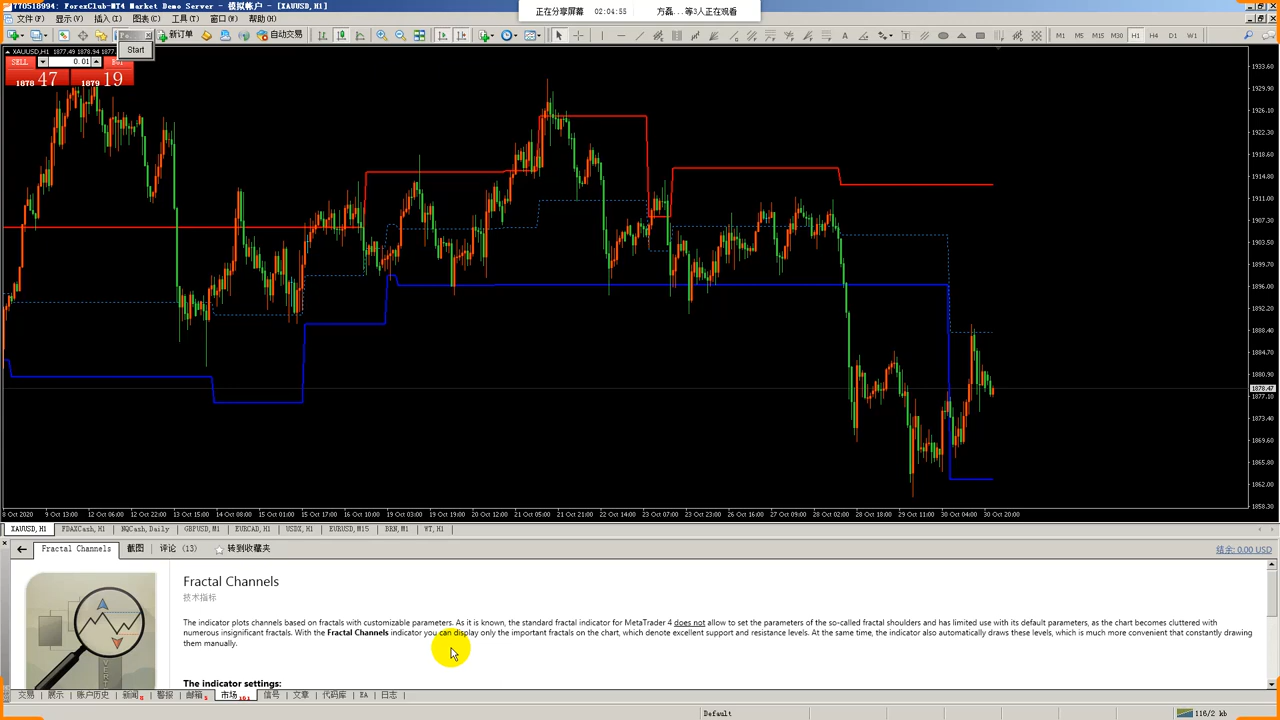 770518994: ForexClub-MT4 Market Demo Server - 模拟帐户 - [XAUUSD,H1]
正在分享屏幕 02:04:55 方磊...等3人正在观看
文件(F) 显示(V) 插入(I) 图表(C) 工具(T) 窗口(W) 帮助(H)
新订单 自动交易 M1 M5 M15 M30 H1 H4 D1 W1
Start
XAUUSD,H1 1877.49 1878.94 1877.
SELL 0.01
1878 47 1879 19
1933.60
1929.90
1926.10
1922.30
1918.60
1914.80
1911.00
1907.30
1903.50
1899.70
1896.00
1892.20
1888.40
1884.70
1880.90
1878.47
1877.10
1873.40
1869.60
1865.80
1862.00
1858.30
8 Oct 2020 9 Oct 13:00 12 Oct 06:00 12 Oct 22:00 13 Oct 15:00 14 Oct 08:00 15 Oct 01:00 15 Oct 17:00 19 Oct 03:00 19 Oct 19:00 20 Oct 12:00 21 Oct 05:00 21 Oct 21:00 22 Oct 14:00 23 Oct 07:00 23 Oct 23:00 26 Oct 16:00 27 Oct 09:00 28 Oct 02:00 28 Oct 18:00 29 Oct 11:00 30 Oct 04:00 30 Oct 20:00
XAUUSD,H1 FDAXCash,H1 NQCash,Daily GBPUSD,M1 EURCAD,H1 USDX,H1 EURUSD,M15 BRN,M1 WT,H1
Fractal Channels 截图 评论 (13) 转到收藏夹 结余: 0.00 USD
Fractal Channels
技术指标
The indicator plots channels based on fractals with customizable parameters. As it is known, the standard fractal indicator for MetaTrader 4 does not allow to set the parameters of the so-called fractal shoulders and has limited use with its default parameters, as the chart becomes cluttered with
numerous insignificant fractals. With the Fractal Channels indicator you can display only the important fractals on the chart, which denote excellent support and resistance levels. At the same time, the indicator also automatically draws these levels, which is much more convenient that constantly drawing
them manually.
The indicator settings:
交易 展示 账户历史 新闻 警报 邮箱 市场 信号 文章 代码库 EA 日志
Default 116/2 kb